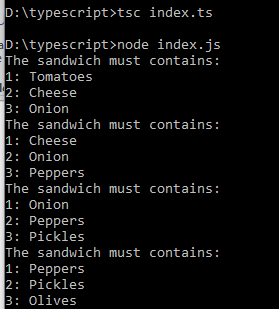 D:\typescript>tsc index.ts
D:\typescript>node index.js
The sandwich must contains:
1: Tomatoes
2: Cheese
3: Onion
The sandwich must contains:
1: Cheese
2: Onion
3: Peppers
The sandwich must contains:
1: Onion
2: Peppers
3: Pickles
The sandwich must contains:
1: Peppers
2: Pickles
3: Olives